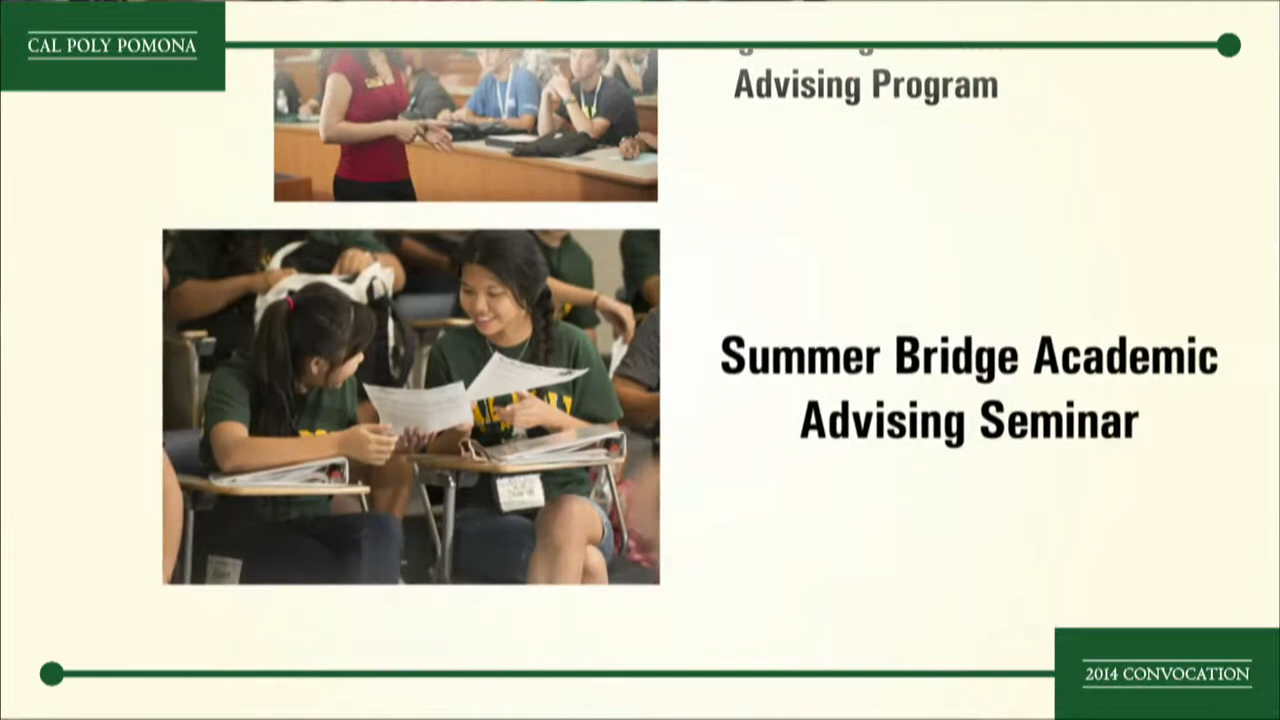 CAL POLY POMONA
Advising Program
Summer Bridge Academic
Advising Seminar
2014 CONVOCATION